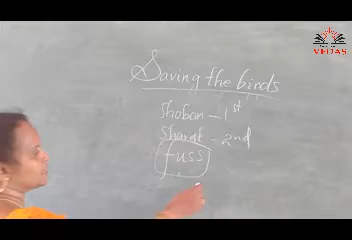 Saving the birds
Shoban - 1st
Sharat - 2nd
fuss
VEDAS